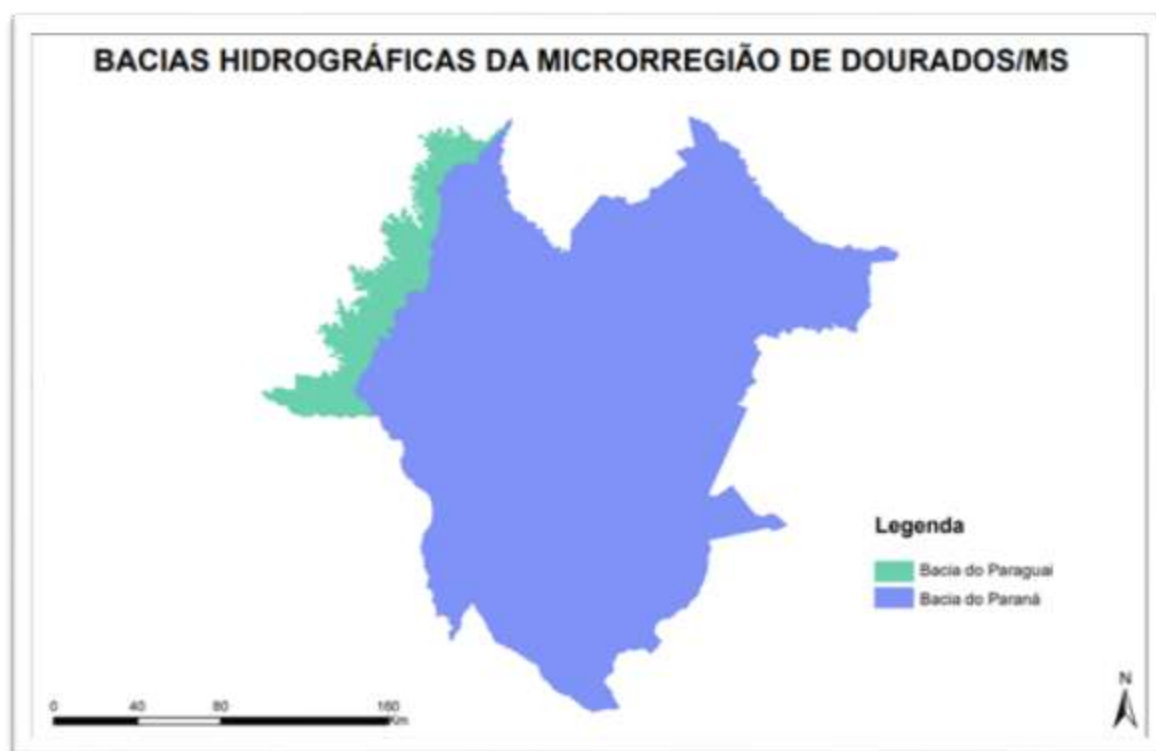 BACIAS HIDROGRÁFICAS DA MICRORREGIÃO DE DOURADOS/MS
Legenda
Bacia do Paraguai
Bacia do Paraná
N
0 40 80 160
Km